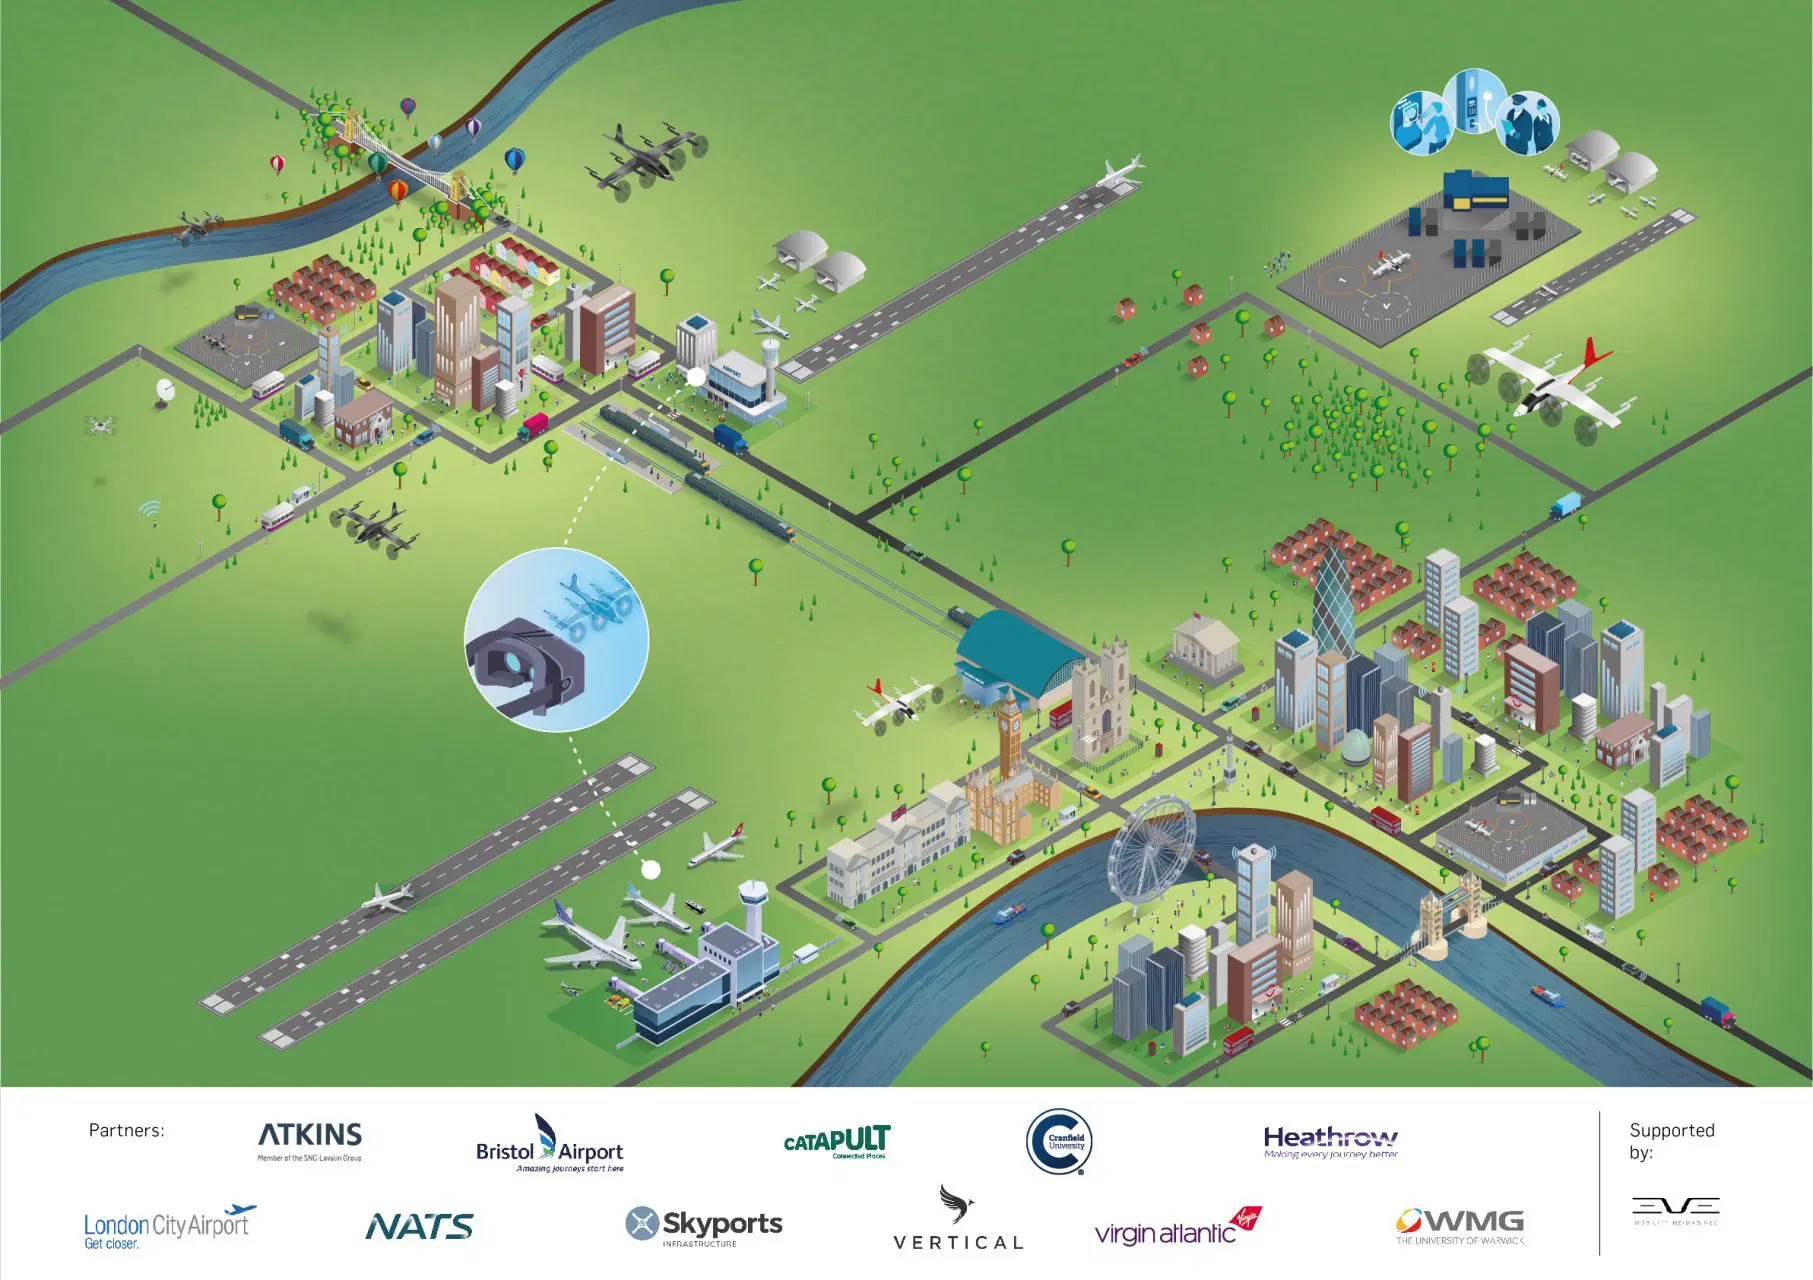 AIRPORT
Partners:
ATKINS
Member of the SNC-Lavalin Group
Bristol Airport
Amazing journeys start here
CATAPULT
Connected Places
Cranfield
University
Heathrow
Making every journey better
Supported
by:
London City Airport
Get closer.
NATS
Skyports
INFRASTRUCTURE
VERTICAL
virgin atlantic
Virgin
WMG
THE UNIVERSITY OF WARWICK
EVE
MOBILITY REIMAGINED